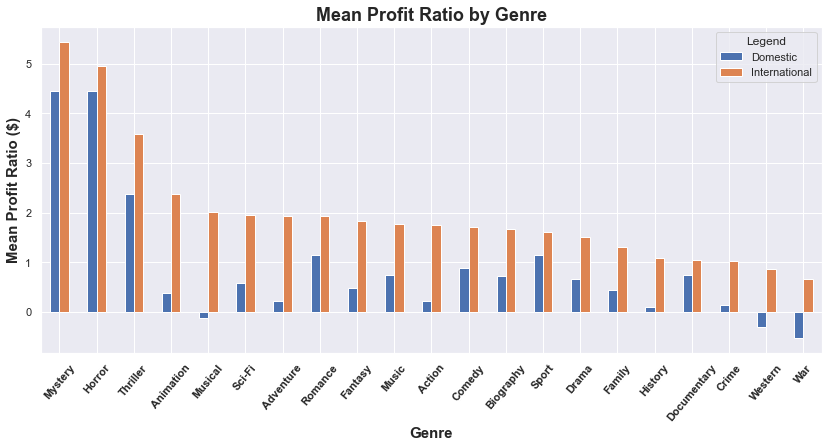 Mean Profit Ratio by Genre
Legend
Domestic
International
Mean Profit Ratio ($)
5
4
3
2
1
0
Mystery
Horror
Thriller
Animation
Musical
Sci-Fi
Adventure
Romance
Fantasy
Music
Action
Comedy
Biography
Sport
Drama
Family
History
Documentary
Crime
Western
War
Genre